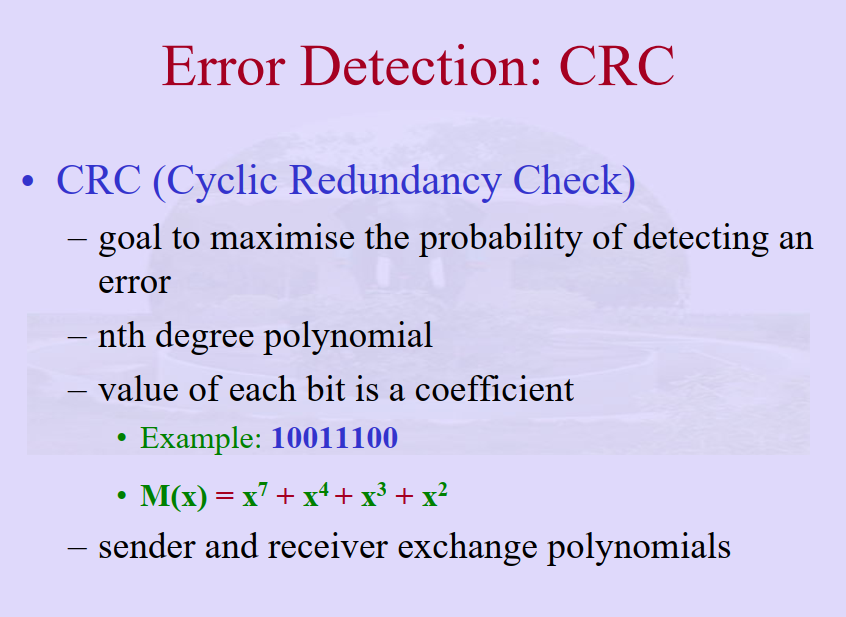 Error Detection: CRC
• CRC (Cyclic Redundancy Check)
– goal to maximise the probability of detecting an
error
– nth degree polynomial
– value of each bit is a coefficient
• Example: 10011100
• M(x) = x⁷ + x⁴ + x³ + x²
– sender and receiver exchange polynomials